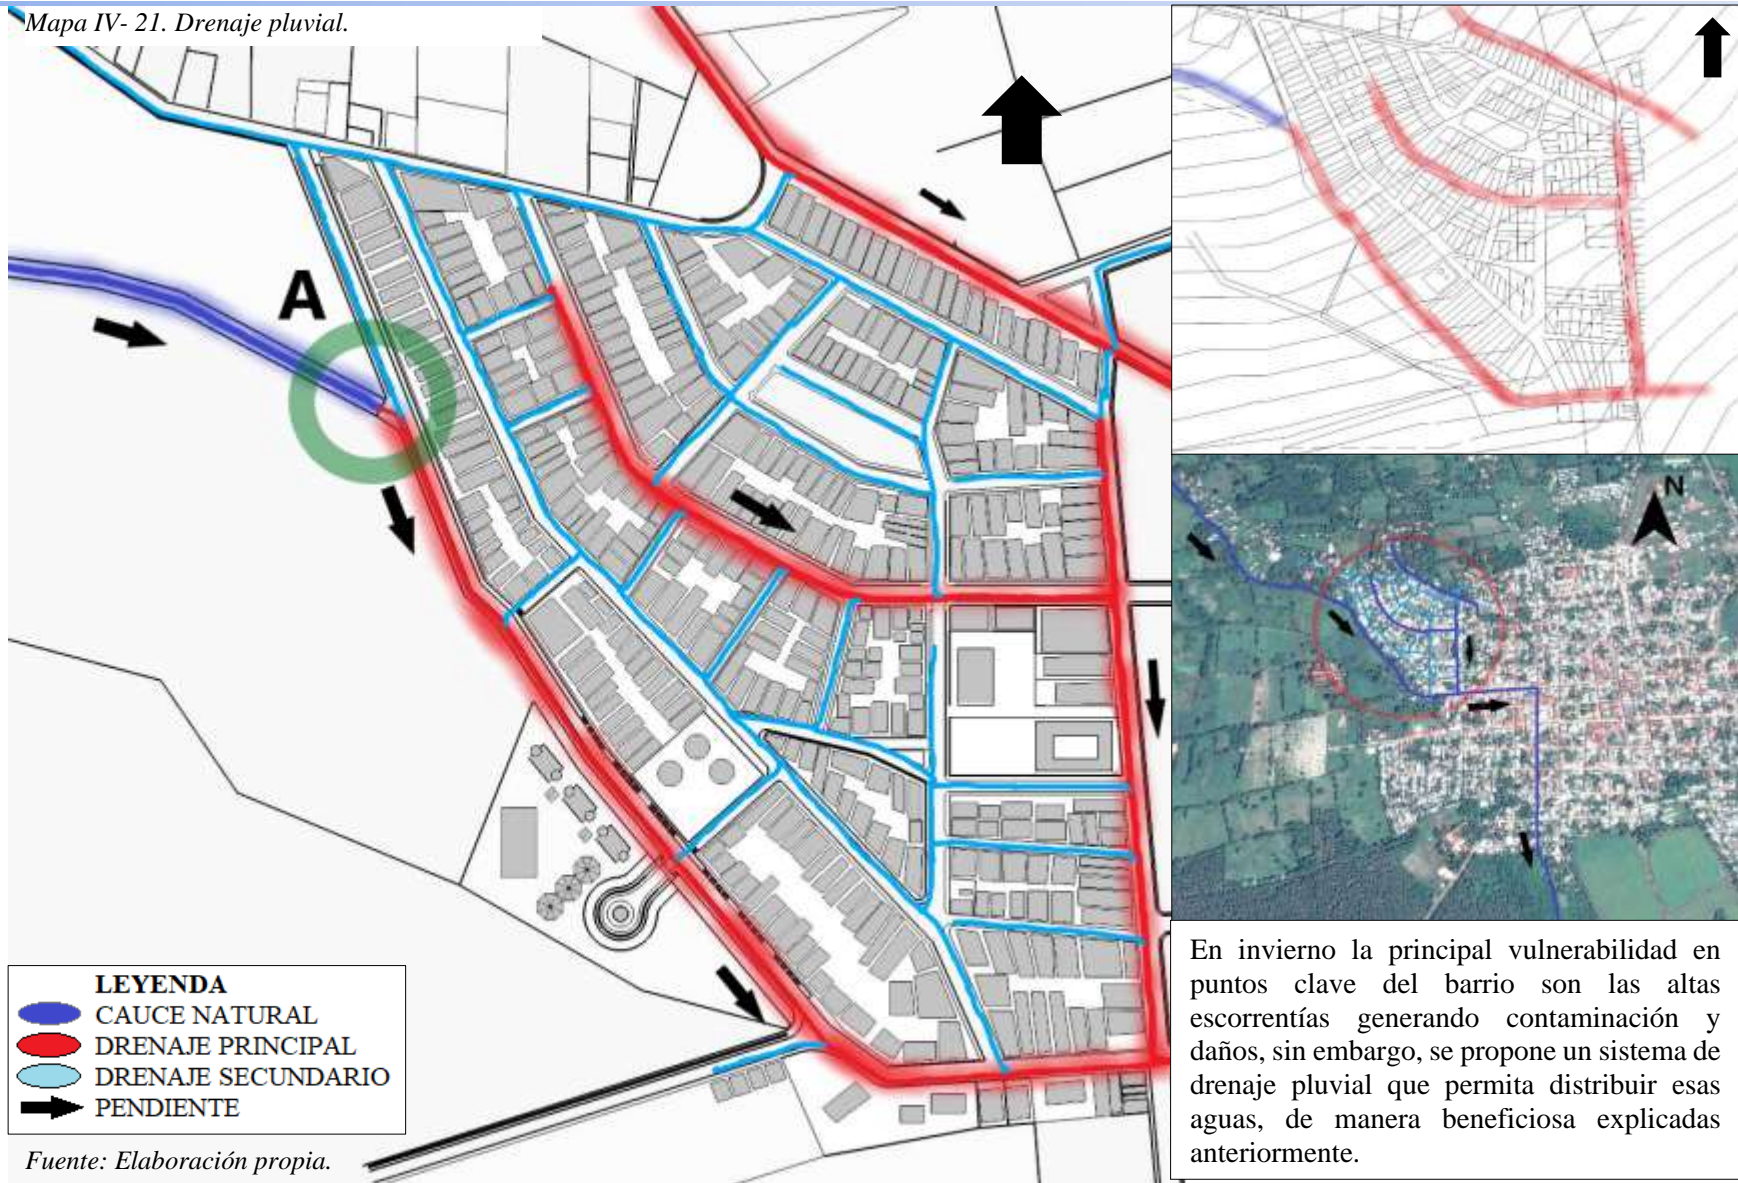 Mapa IV- 21. Drenaje pluvial.
A
N
LEYENDA
CAUCE NATURAL
DRENAJE PRINCIPAL
DRENAJE SECUNDARIO
PENDIENTE
Fuente: Elaboración propia.
En invierno la principal vulnerabilidad en
puntos clave del barrio son las altas
escorrentías generando contaminación y
daños, sin embargo, se propone un sistema de
drenaje pluvial que permita distribuir esas
aguas, de manera beneficiosa explicadas
anteriormente.